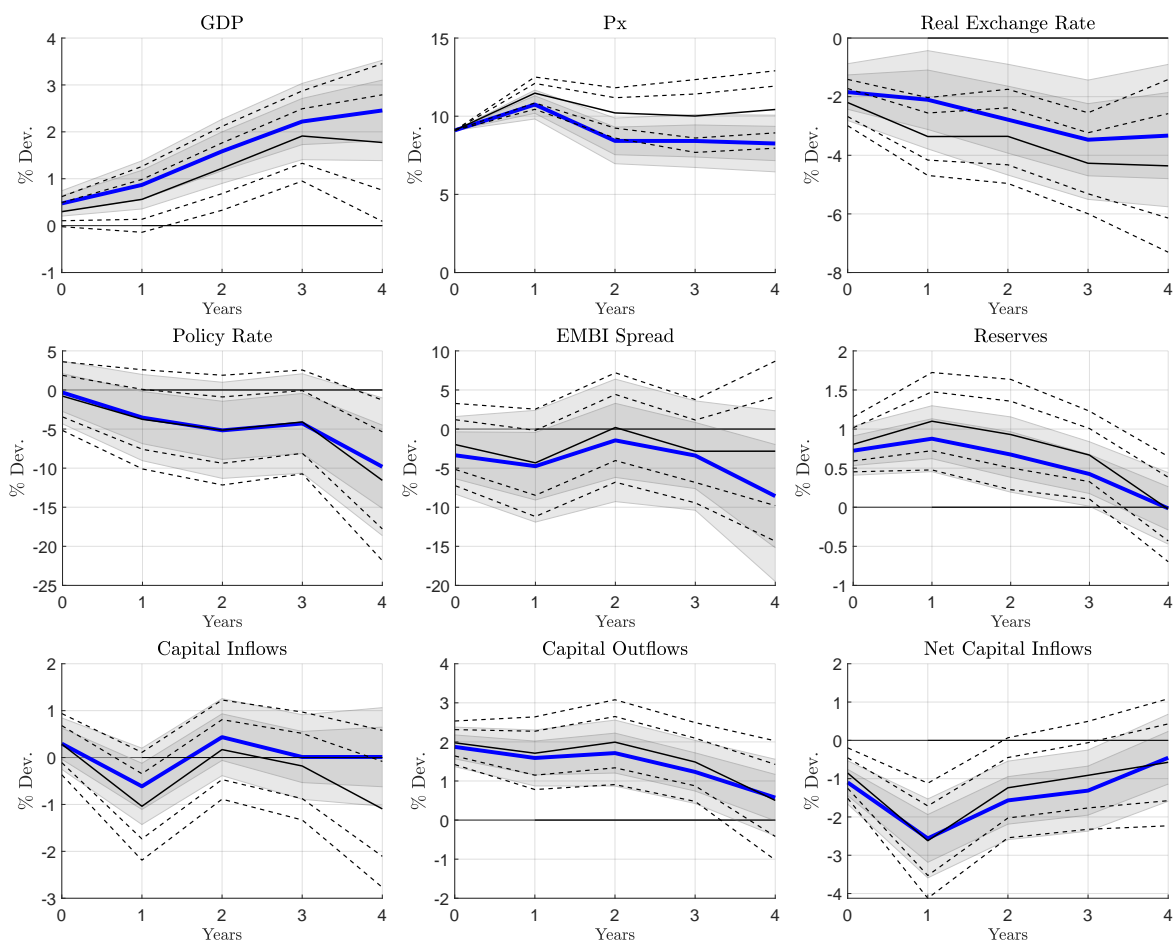 GDP
Px
Real Exchange Rate
% Dev.
4
3
2
1
0
-1
0 1 2 3 4
Years
% Dev.
15
10
5
0
0 1 2 3 4
Years
% Dev.
0
-2
-4
-6
-8
0 1 2 3 4
Years
Policy Rate
EMBI Spread
Reserves
% Dev.
5
0
-5
-10
-15
-20
-25
0 1 2 3 4
Years
% Dev.
10
5
0
-5
-10
-15
-20
0 1 2 3 4
Years
% Dev.
2
1.5
1
0.5
0
-0.5
-1
0 1 2 3 4
Years
Capital Inflows
Capital Outflows
Net Capital Inflows
% Dev.
2
1
0
-1
-2
-3
0 1 2 3 4
Years
% Dev.
4
3
2
1
0
-1
-2
0 1 2 3 4
Years
% Dev.
2
1
0
-1
-2
-3
-4
0 1 2 3 4
Years